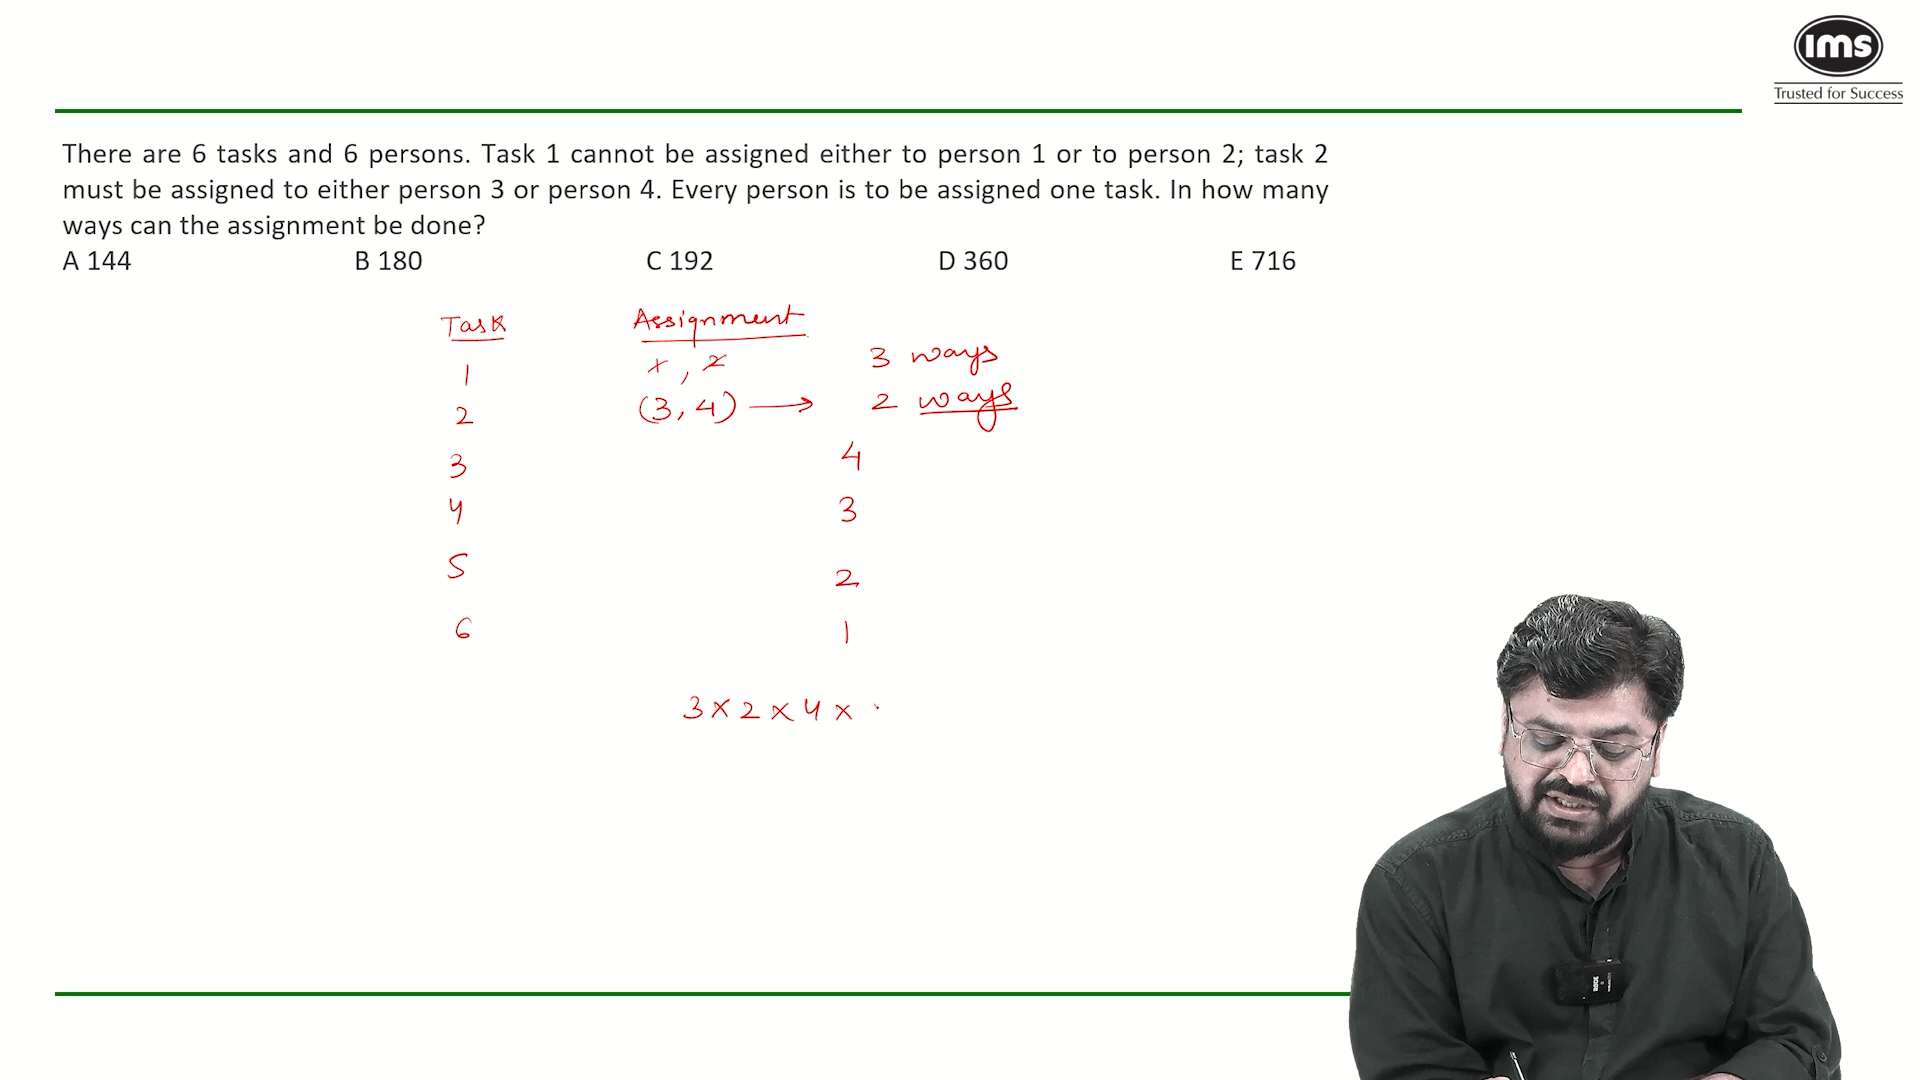 ims
Trusted for Success
There are 6 tasks and 6 persons. Task 1 cannot be assigned either to person 1 or to person 2; task 2
must be assigned to either person 3 or person 4. Every person is to be assigned one task. In how many
ways can the assignment be done?
A 144 B 180 C 192 D 360 E 716
Task Assignment
1 1, 2 3 ways
2 (3, 4) → 2 ways
3 4
4 3
5 2
6 1
3 × 2 × 4 ×